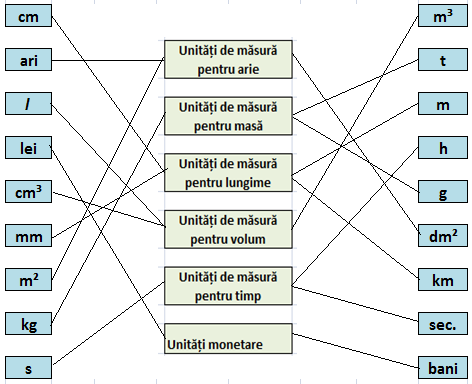 cm
ari
l
lei
cm³
mm
m²
kg
s
Unități de măsură
pentru arie
Unități de măsură
pentru masă
Unități de măsură
pentru lungime
Unități de măsură
pentru volum
Unități de măsură
pentru timp
Unități monetare
m³
t
m
h
g
dm²
km
sec.
bani